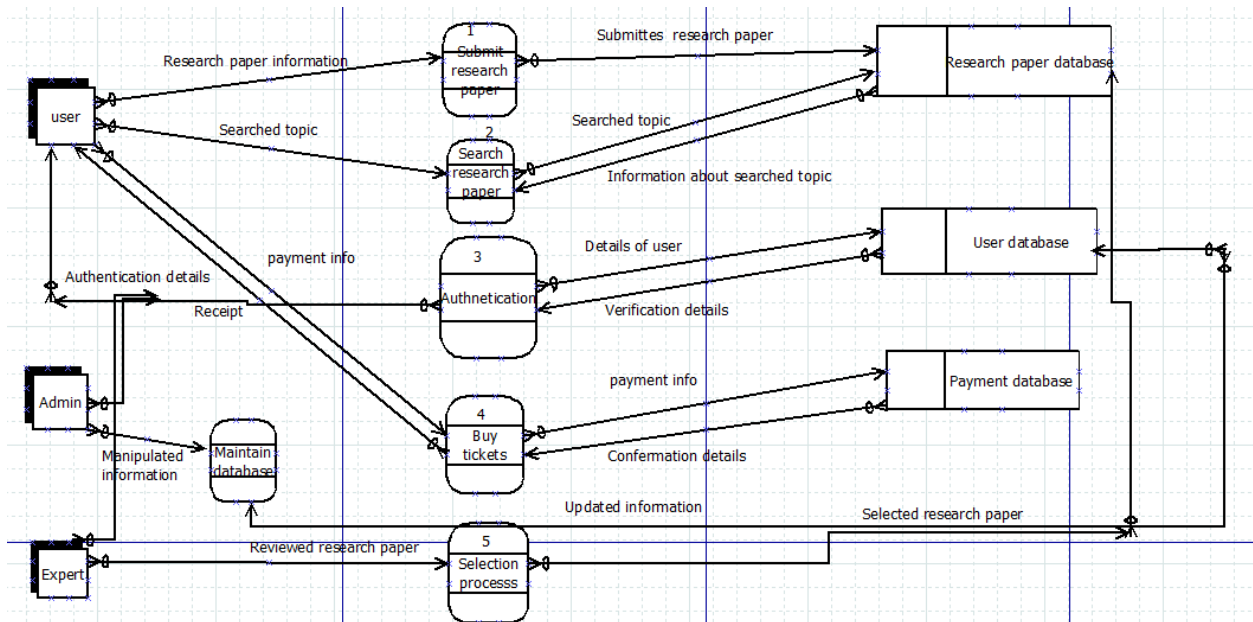 1
Submittes research paper
Research paper information
Submit
research
paper
Research paper database
user
Searched topic
2
Searched topic
Search
research
paper
Information about searched topic
payment info
3
Details of user
User database
Authentication details
Authnetication
Receipt
Verification details
Admin
payment info
Payment database
4
Buy
tickets
Manipulated
information
Maintain
database
Confermation details
Updated information
Selected research paper
Reviewed research paper
5
Expert
Selection
processs